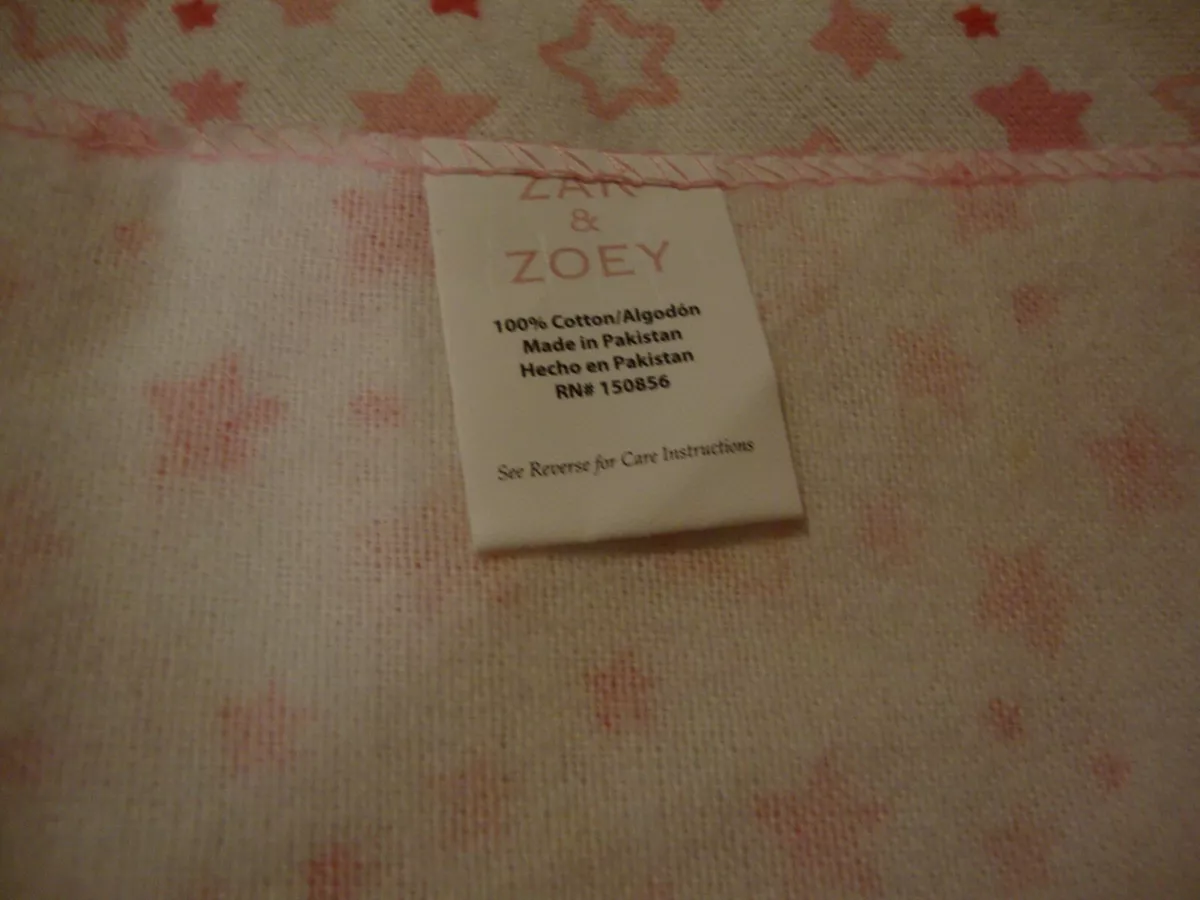 &
ZOEY
100% Cotton/Algodón
Made in Pakistan
Hecho en Pakistan
RN# 150856
See Reverse for Care Instructions